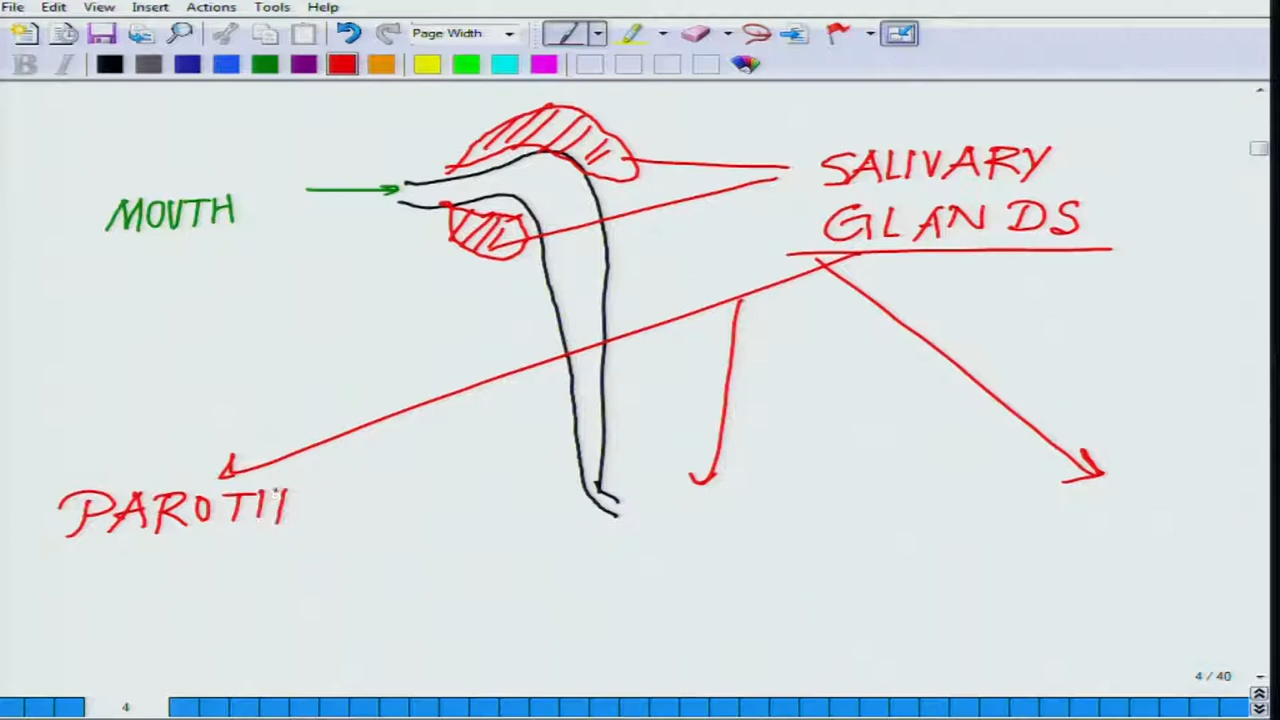 File Edit View Insert Actions Tools Help
Page Width
B I
SALIVARY
GLANDS
MOUTH
PAROTI
4 / 40
4